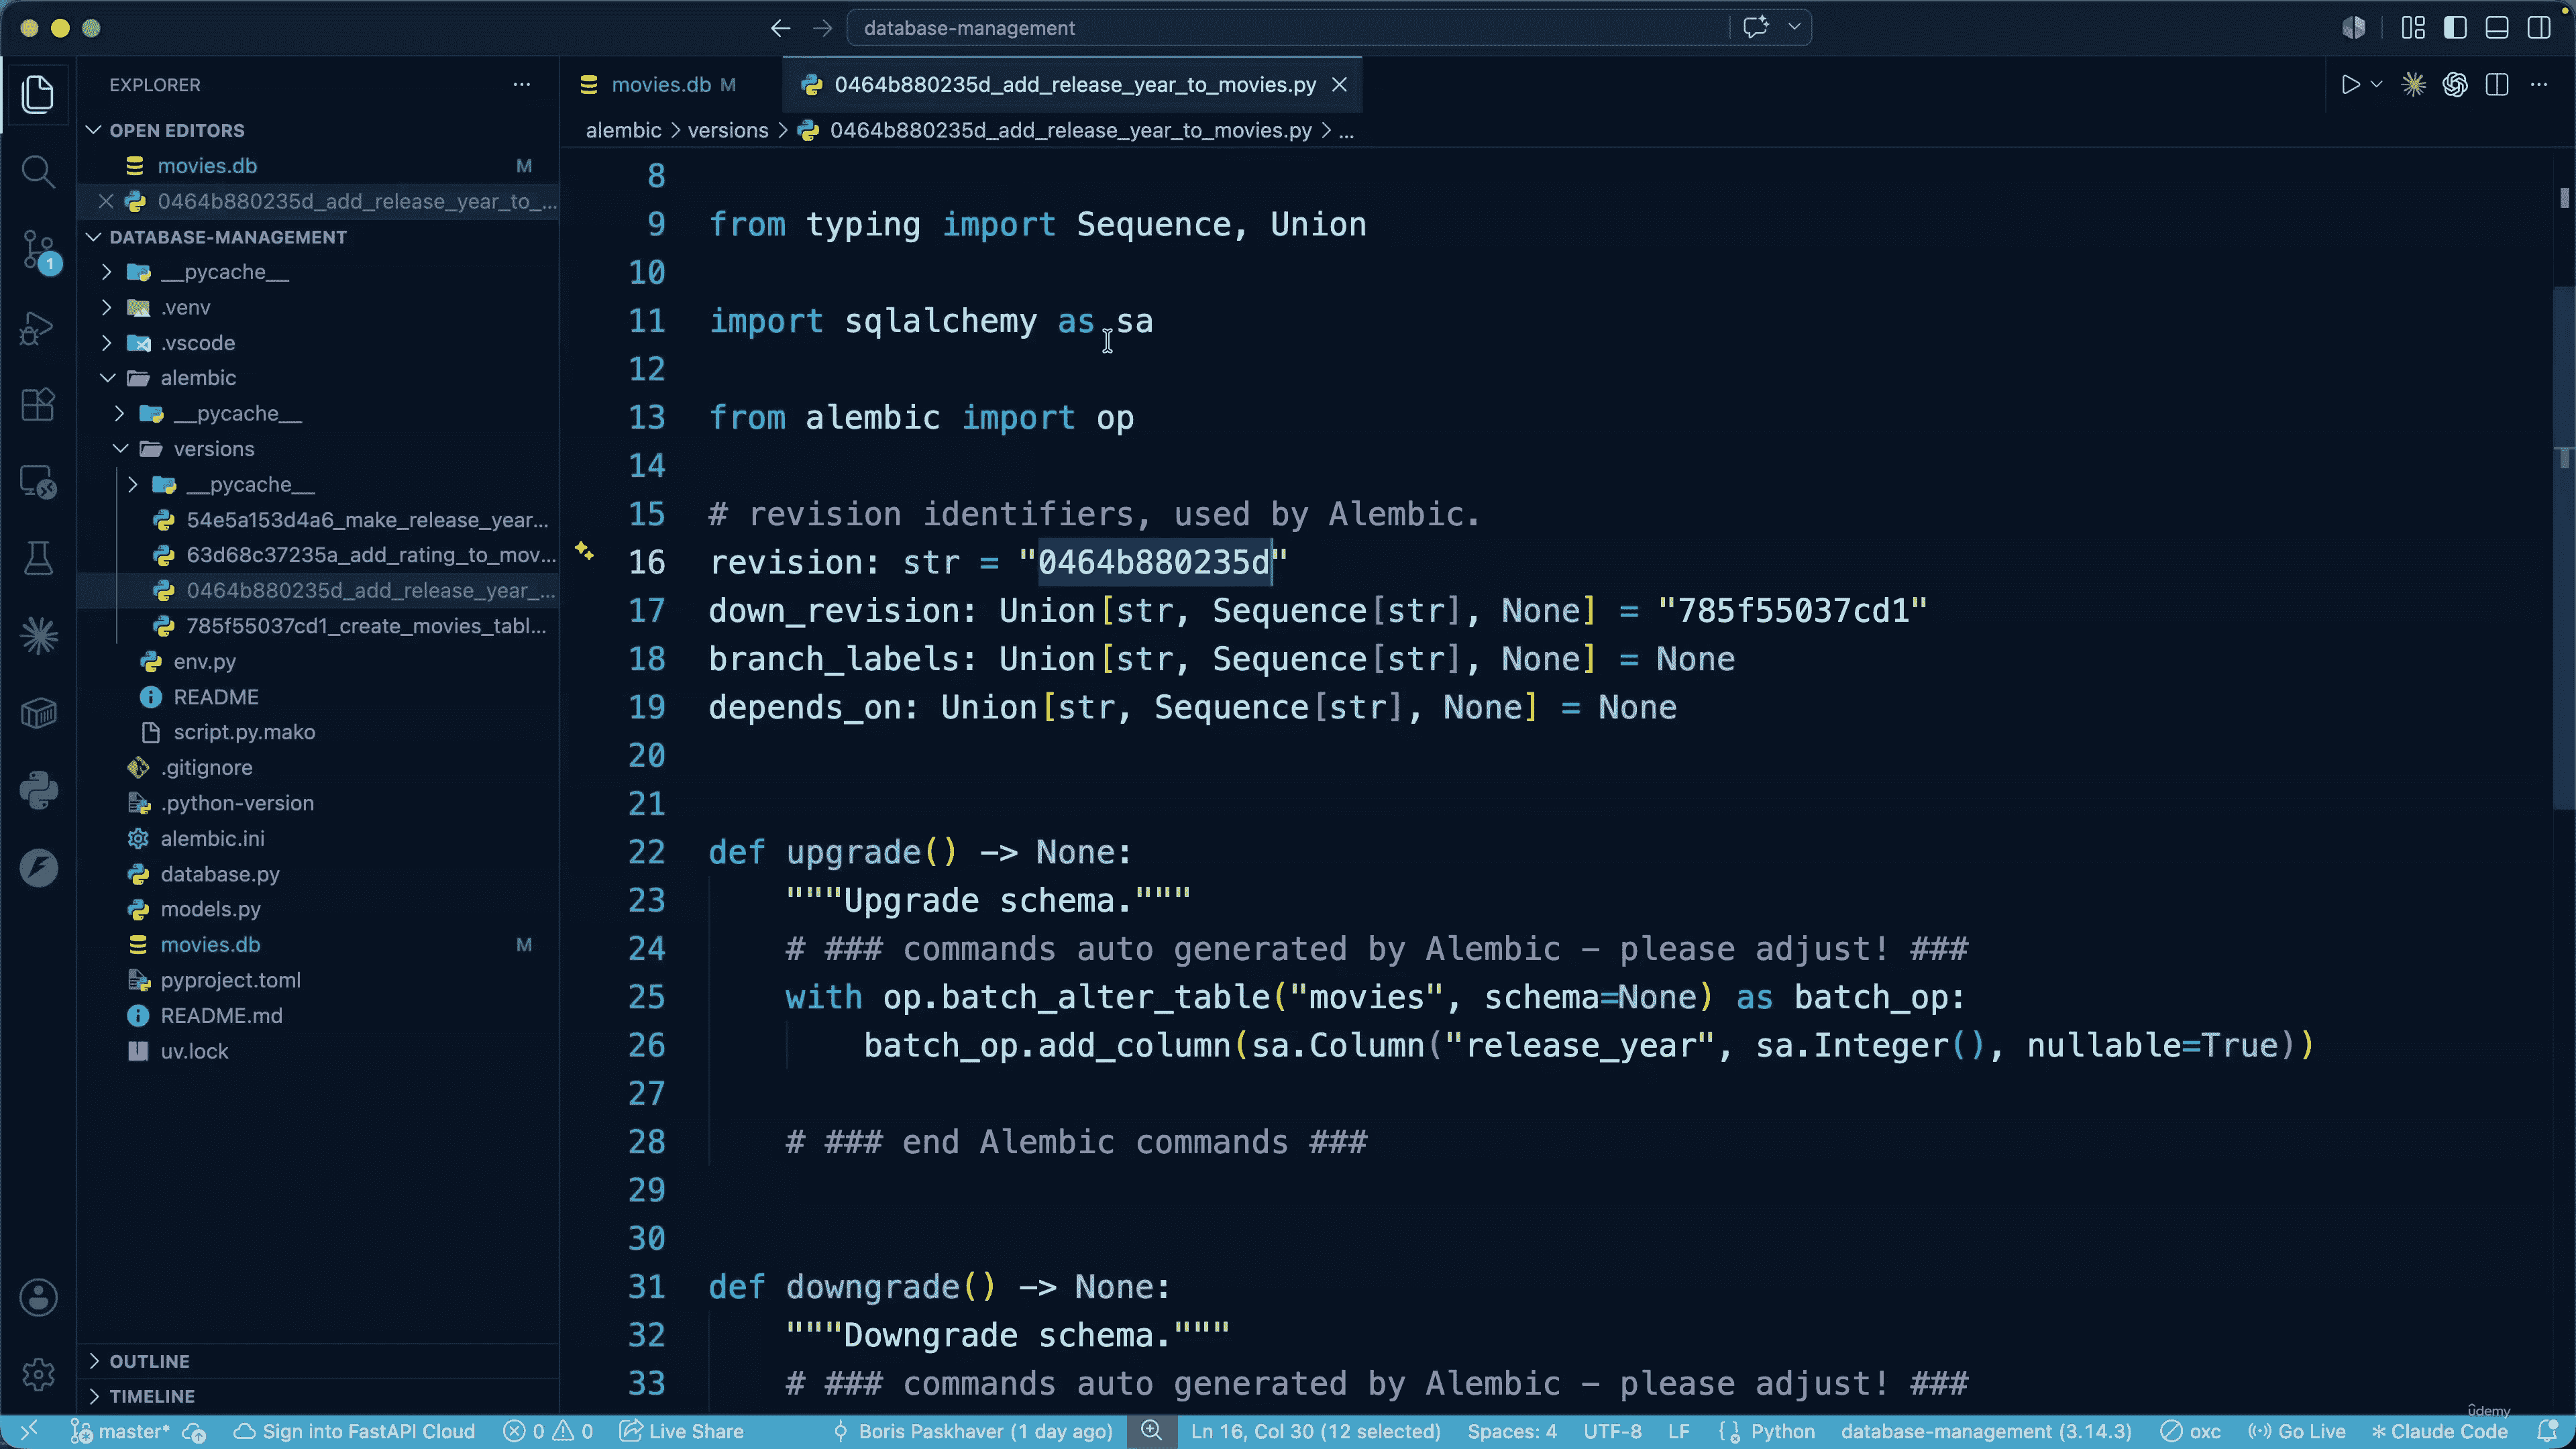 database-management
EXPLORER
OPEN EDITORS
movies.db M
0464b880235d_add_release_year_to_...
DATABASE-MANAGEMENT
__pycache__
.venv
.vscode
alembic
__pycache__
versions
__pycache__
54e5a153d4a6_make_release_year...
63d68c37235a_add_rating_to_mov...
0464b880235d_add_release_year_...
785f55037cd1_create_movies_tabl...
env.py
README
script.py.mako
.gitignore
.python-version
alembic.ini
database.py
models.py
movies.db M
pyproject.toml
README.md
uv.lock
OUTLINE
TIMELINE
1
movies.db M
0464b880235d_add_release_year_to_movies.py
alembic > versions > 0464b880235d_add_release_year_to_movies.py > ...
8
9 from typing import Sequence, Union
10
11 import sqlalchemy as sa
12
13 from alembic import op
14
15 # revision identifiers, used by Alembic.
16 revision: str = "0464b880235d"
17 down_revision: Union[str, Sequence[str], None] = "785f55037cd1"
18 branch_labels: Union[str, Sequence[str], None] = None
19 depends_on: Union[str, Sequence[str], None] = None
20
21
22 def upgrade() -> None:
23 """Upgrade schema."""
24 # ### commands auto generated by Alembic - please adjust! ###
25 with op.batch_alter_table("movies", schema=None) as batch_op:
26 batch_op.add_column(sa.Column("release_year", sa.Integer(), nullable=True))
27
28 # ### end Alembic commands ###
29
30
31 def downgrade() -> None:
32 """Downgrade schema."""
33 # ### commands auto generated by Alembic - please adjust! ###
udemy
master* Sign into FastAPI Cloud 0 0 Live Share Boris Paskhaver (1 day ago) Ln 16, Col 30 (12 selected) Spaces: 4 UTF-8 LF Python database-management (3.14.3) oxc Go Live Claude Code